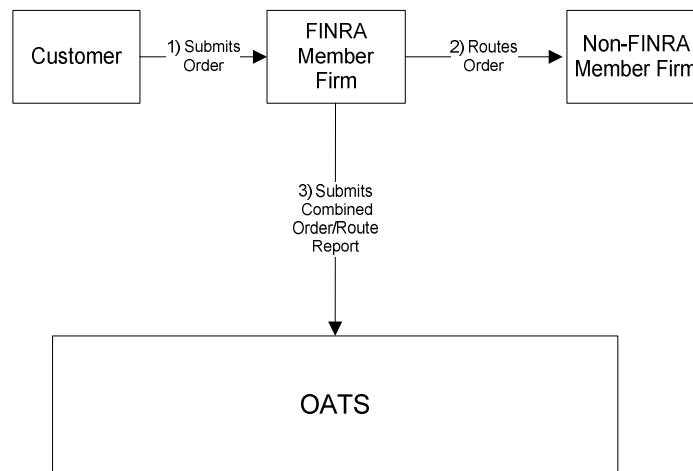 Customer
1) Submits
Order
FINRA
Member
Firm
2) Routes
Order
Non-FINRA
Member Firm
3) Submits
Combined
Order/Route
Report
OATS